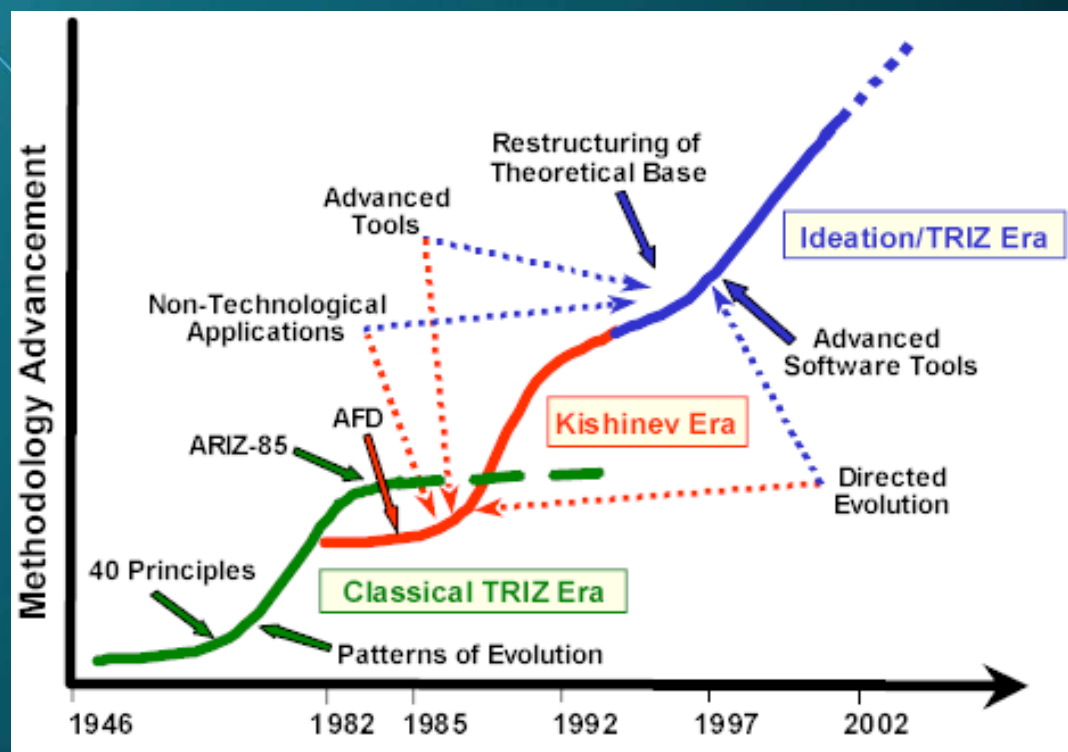 Methodology Advancement
Restructuring of
Theoretical Base
Advanced
Tools
Ideation/TRIZ Era
Non-Technological
Applications
Advanced
Software Tools
AFD
Kishinev Era
ARIZ-85
Directed
Evolution
40 Principles
Classical TRIZ Era
Patterns of Evolution
1946
1982
1985
1992
1997
2002